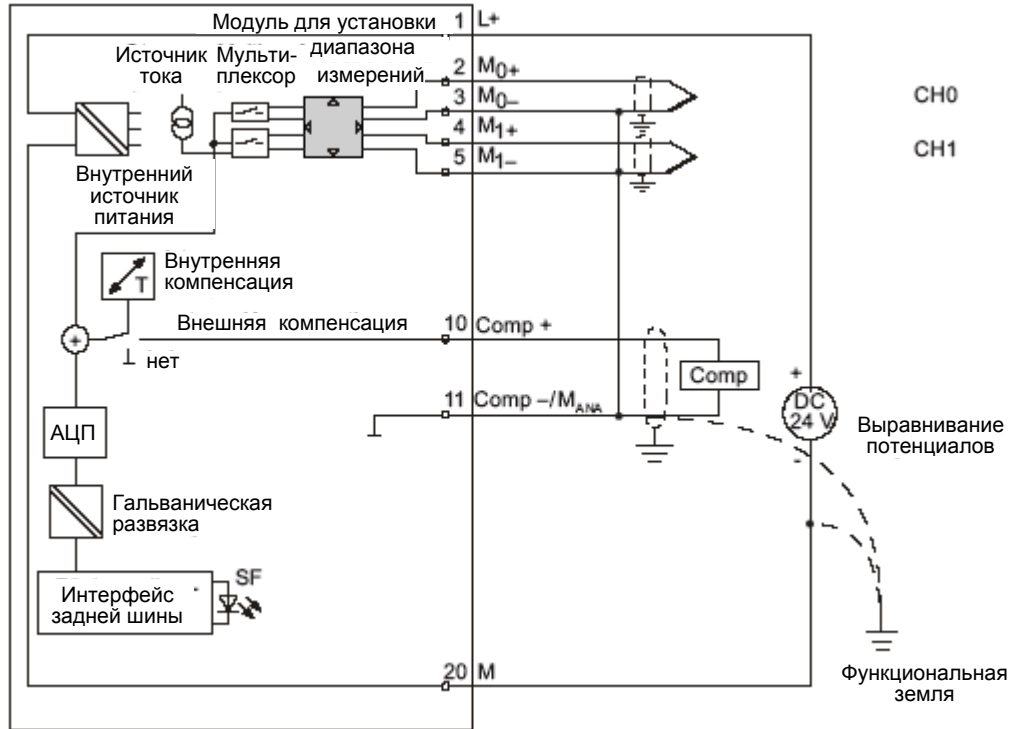 Модуль для установки
диапазона
измерений
Источник
тока
Мульти-
плексор
1 L+
2 M0+
3 M0–
4 M1+
5 M1–
CH0
CH1
Внутренний
источник
питания
T
Внутренняя
компенсация
+
Внешняя компенсация
нет
10 Comp +
Comp
11 Comp –/MANA
+
DC
24 V
-
Выравнивание
потенциалов
АЦП
Гальваническая
развязка
SF
Интерфейс
задней шины
20 M
Функциональная
земля